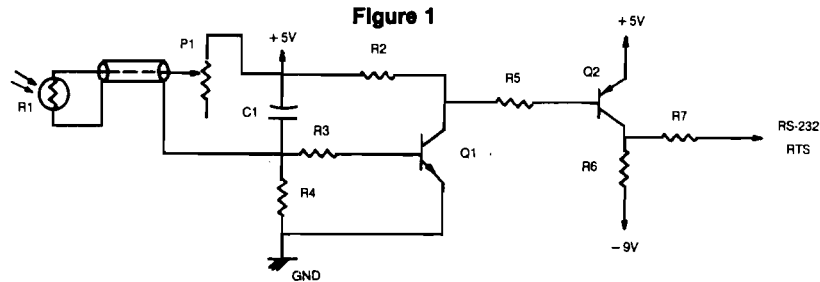 Figure 1
+5V
+5V
P1
R2
Q2
R5
R1
C1
R3
Q1
R7
RS-232
RTS
R4
R6
-9V
GND